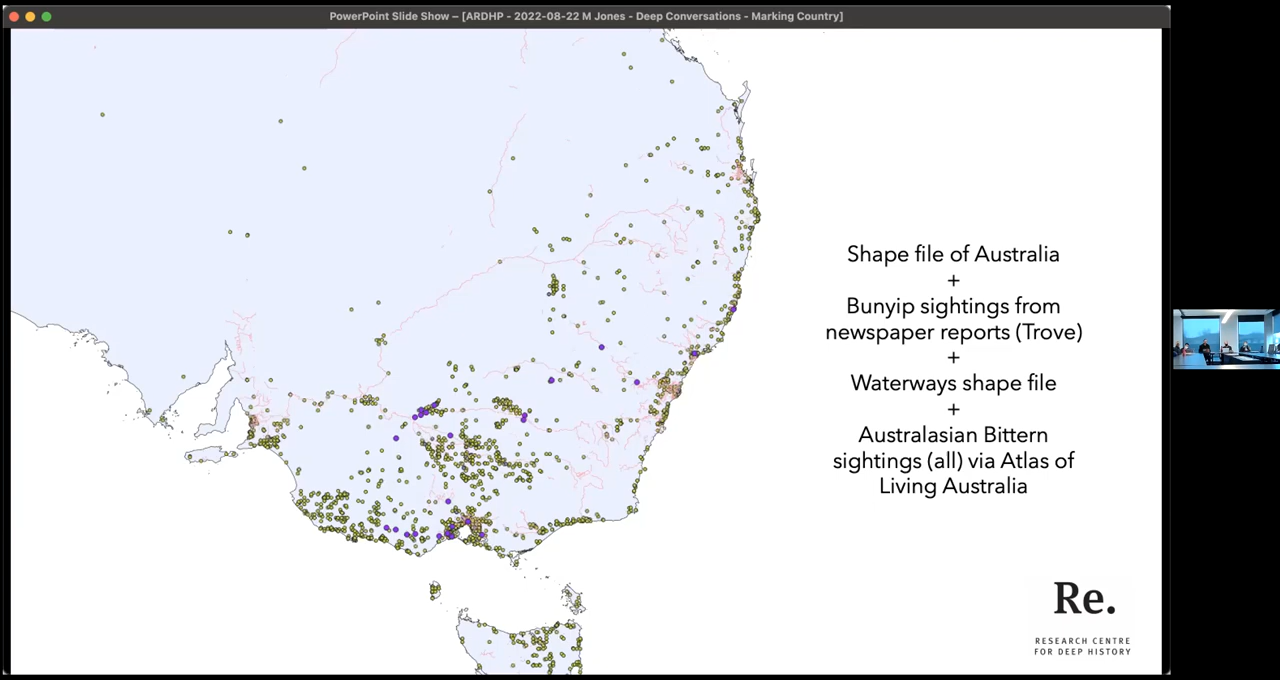 PowerPoint Slide Show – [ARDHP - 2022-08-22 M Jones - Deep Conversations - Marking Country]
Shape file of Australia
+
Bunyip sightings from
newspaper reports (Trove)
+
Waterways shape file
+
Australasian Bittern
sightings (all) via Atlas of
Living Australia
Re.
RESEARCH CENTRE
FOR DEEP HISTORY